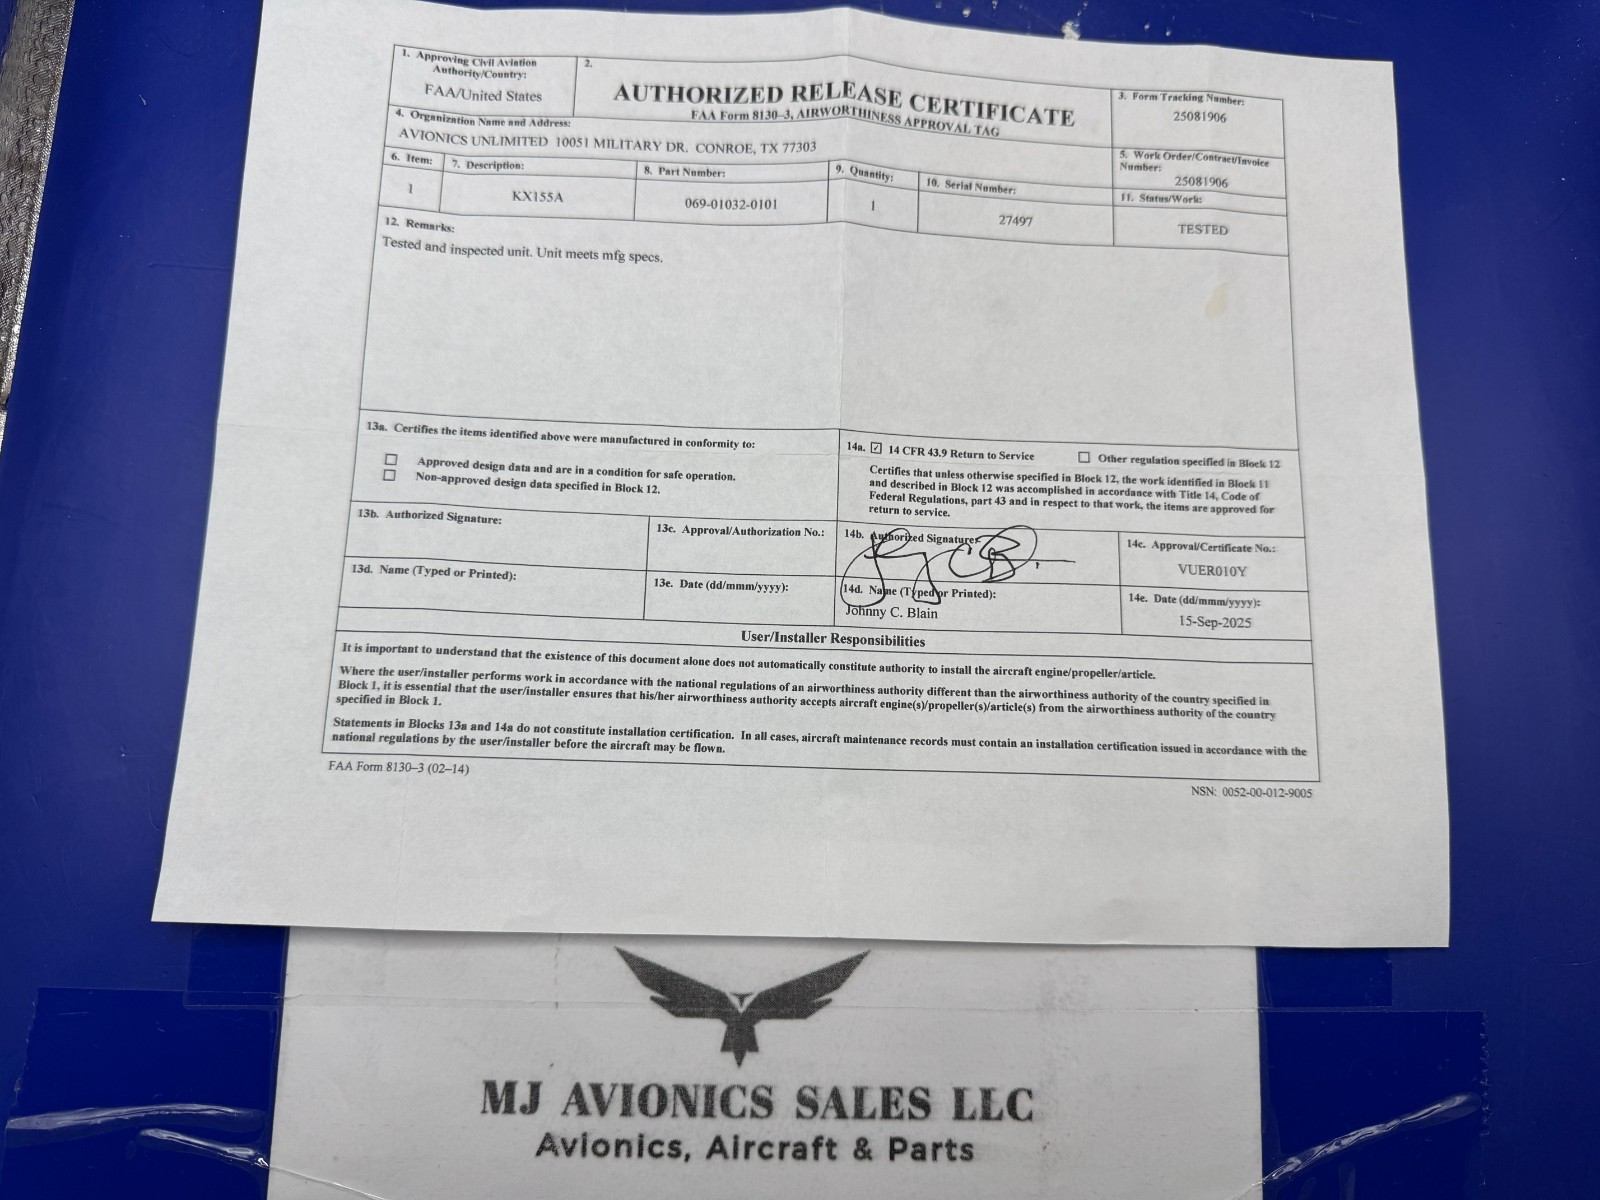 1. Approving Civil Aviation
Authority/Country:
FAA/United States
2.
AUTHORIZED RELEASE CERTIFICATE
FAA Form 8130–3, AIRWORTHINESS APPROVAL TAG
3. Form Tracking Number:
25081906
4. Organization Name and Address:
AVIONICS UNLIMITED 10051 MILITARY DR. CONROE, TX 77303
5. Work Order/Contract/Invoice
Number:
25081906
6. Item:
1
7. Description:
KX155A
8. Part Number:
069-01032-0101
9. Quantity:
1
10. Serial Number:
27497
11. Status/Work:
TESTED
12. Remarks:
Tested and inspected unit. Unit meets mfg specs.
13a. Certifies the items identified above were manufactured in conformity to:
Approved design data and are in a condition for safe operation.
Non-approved design data specified in Block 12.
14a. ☑ 14 CFR 43.9 Return to Service ☐ Other regulation specified in Block 12
Certifies that unless otherwise specified in Block 12, the work identified in Block 11
and described in Block 12 was accomplished in accordance with Title 14, Code of
Federal Regulations, part 43 and in respect to that work, the items are approved for
return to service.
13b. Authorized Signature:
13c. Approval/Authorization No.:
14b. Authorized Signature:
14c. Approval/Certificate No.:
VUER010Y
13d. Name (Typed or Printed):
13e. Date (dd/mmm/yyyy):
14d. Name (Typed or Printed):
Johnny C. Blain
14e. Date (dd/mmm/yyyy):
15-Sep-2025
User/Installer Responsibilities
It is important to understand that the existence of this document alone does not automatically constitute authority to install the aircraft engine/propeller/article.
Where the user/installer performs work in accordance with the national regulations of an airworthiness authority different than the airworthiness authority of the country specified in
Block 1, it is essential that the user/installer ensures that his/her airworthiness authority accepts aircraft engine(s)/propeller(s)/article(s) from the airworthiness authority of the country
specified in Block 1.
Statements in Blocks 13a and 14a do not constitute installation certification. In all cases, aircraft maintenance records must contain an installation certification issued in accordance with the
national regulations by the user/installer before the aircraft may be flown.
FAA Form 8130–3 (02–14)
NSN: 0052-00-012-9005
MJ AVIONICS SALES LLC
Avionics, Aircraft & Parts